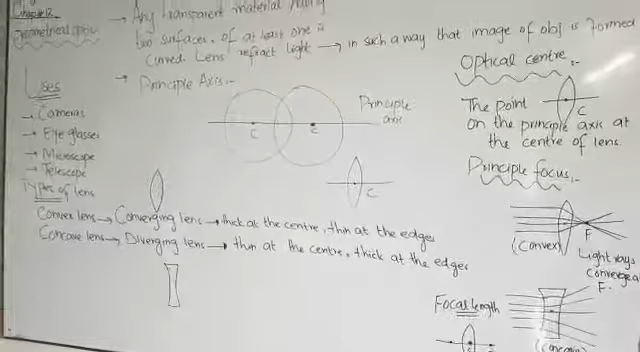 Chapter 12
Geometrical optics
→ Any transparent material having
two surfaces, of at least one is
curved. Lens refract light → in such a way that image of obj is formed
→ Principle Axis:-
Principle
axis
C
C
C
Uses
→ Cameras
→ Eye glasses
→ Microscope
→ Telescope
Types of lens
Convex lens → Converging lens → thick at the centre, thin at the edges
Concave lens → Diverging lens → thin at the centre, thick at the edges
Optical centre:-
The point
C
on the principle axis at
the centre of lens.
Principle focus:-
F
(Convex)
Light rays
converge at
F.
Focal length
C
(Concave)